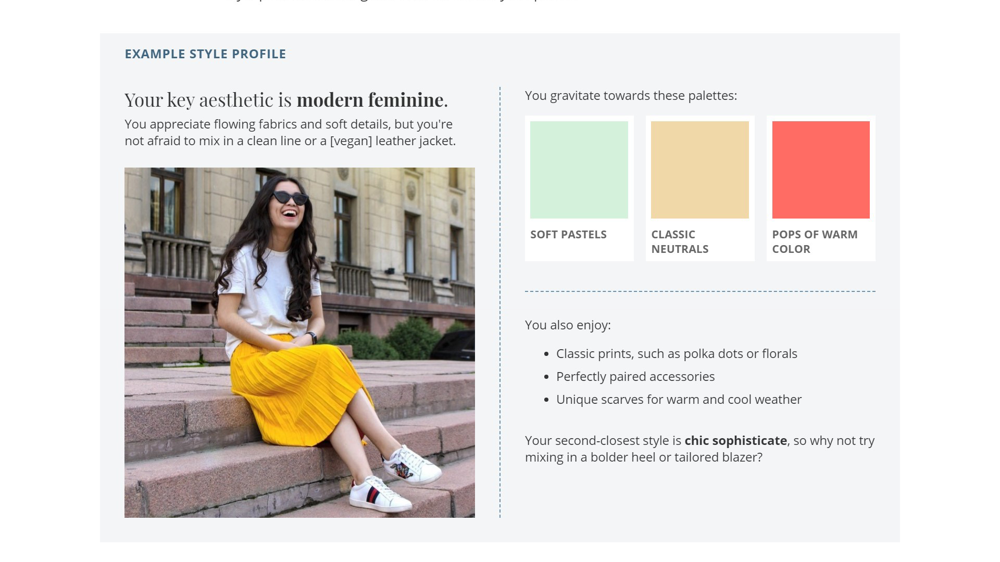 EXAMPLE STYLE PROFILE
Your key aesthetic is modern feminine.
You appreciate flowing fabrics and soft details, but you're
not afraid to mix in a clean line or a [vegan] leather jacket.
You gravitate towards these palettes:
SOFT PASTELS
CLASSIC
NEUTRALS
POPS OF WARM
COLOR
You also enjoy:
• Classic prints, such as polka dots or florals
• Perfectly paired accessories
• Unique scarves for warm and cool weather
Your second-closest style is chic sophisticate, so why not try
mixing in a bolder heel or tailored blazer?